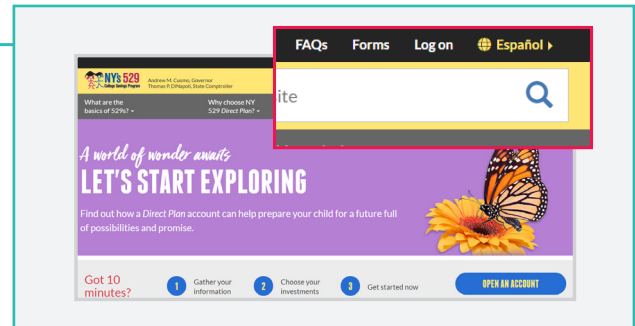 FAQs Forms Log on Español
ite
NY's 529
College Savings Program
Andrew M. Cuomo, Governor
Thomas P. DiNapoli, State Comptroller
What are the
basics of 529s?
Why choose NY
529 Direct Plan?
A world of wonder awaits
LET'S START EXPLORING
Find out how a Direct Plan account can help prepare your child for a future full
of possibilities and promise.
Got 10
minutes?
1 Gather your
information
2 Choose your
investments
3 Get started now
OPEN AN ACCOUNT